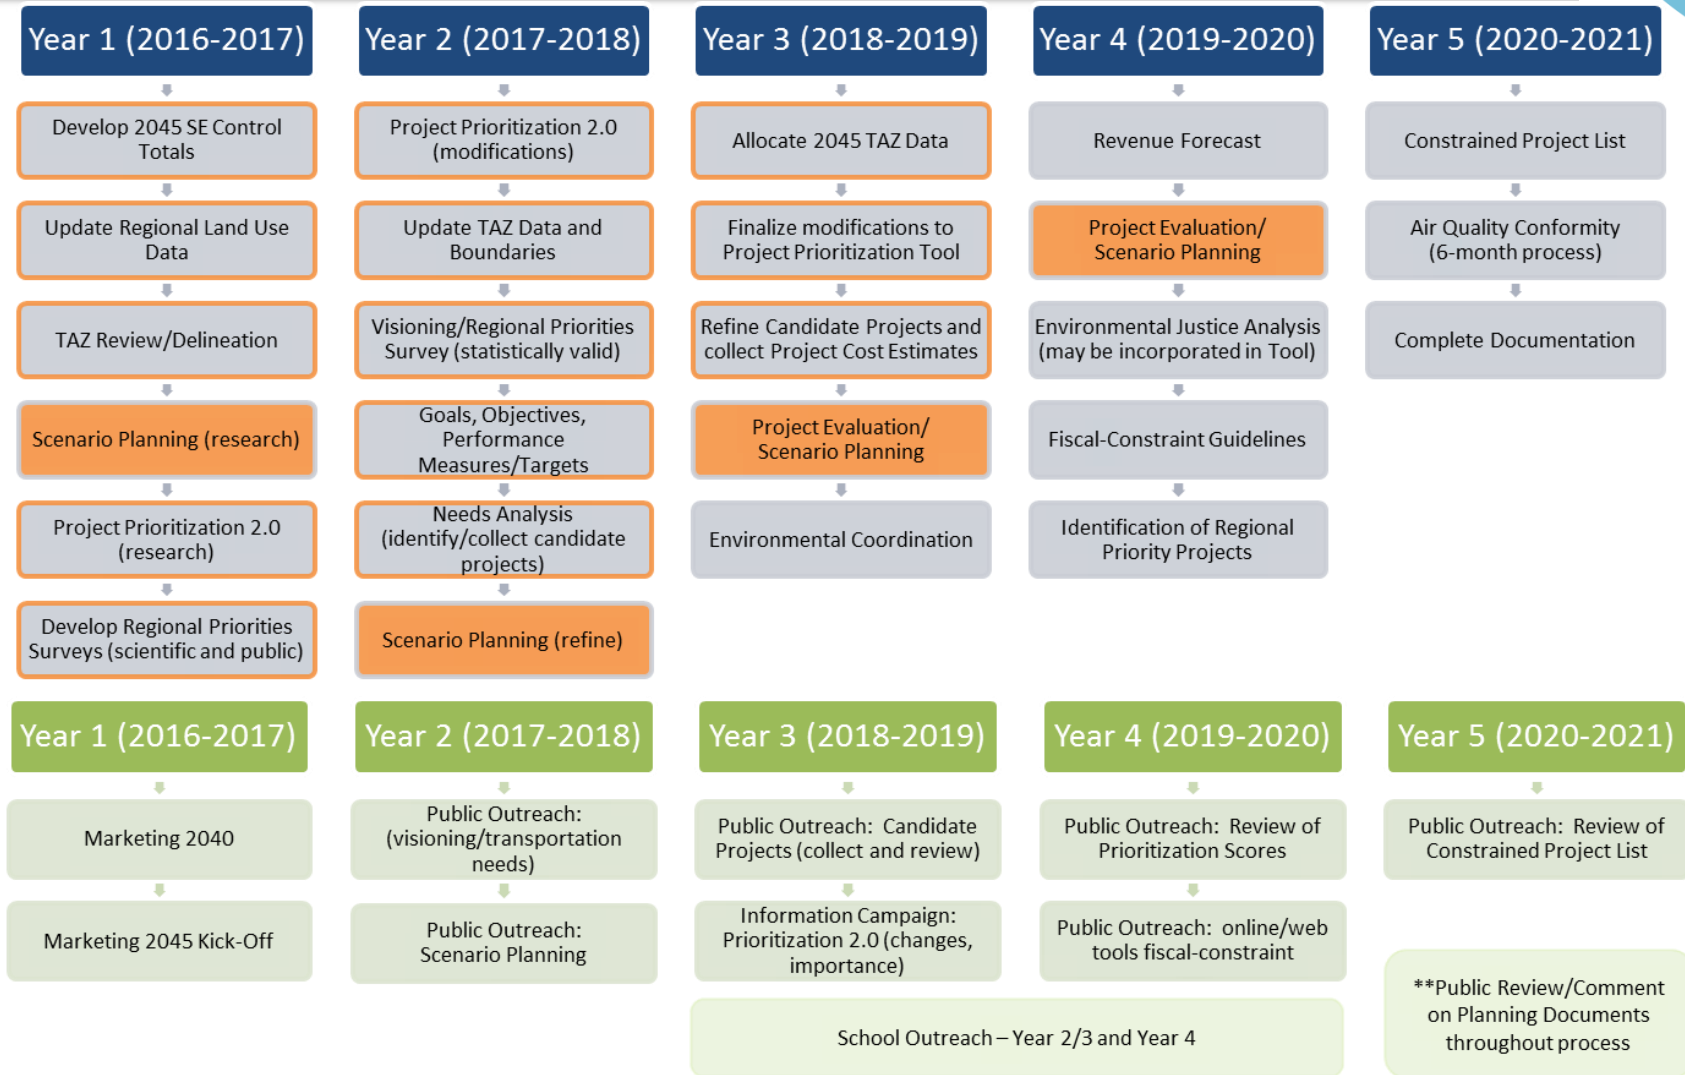 Year 1 (2016-2017)
Develop 2045 SE Control
Totals
Update Regional Land Use
Data
TAZ Review/Delineation
Scenario Planning (research)
Project Prioritization 2.0
(research)
Develop Regional Priorities
Surveys (scientific and public)
Year 2 (2017-2018)
Project Prioritization 2.0
(modifications)
Update TAZ Data and
Boundaries
Visioning/Regional Priorities
Survey (statistically valid)
Goals, Objectives,
Performance
Measures/Targets
Needs Analysis
(identify/collect candidate
projects)
Scenario Planning (refine)
Year 3 (2018-2019)
Allocate 2045 TAZ Data
Finalize modifications to
Project Prioritization Tool
Refine Candidate Projects and
collect Project Cost Estimates
Project Evaluation/
Scenario Planning
Environmental Coordination
Year 4 (2019-2020)
Revenue Forecast
Project Evaluation/
Scenario Planning
Environmental Justice Analysis
(may be incorporated in Tool)
Fiscal-Constraint Guidelines
Identification of Regional
Priority Projects
Year 5 (2020-2021)
Constrained Project List
Air Quality Conformity
(6-month process)
Complete Documentation
Year 1 (2016-2017)
Marketing 2040
Marketing 2045 Kick-Off
Year 2 (2017-2018)
Public Outreach:
(visioning/transportation
needs)
Public Outreach:
Scenario Planning
Year 3 (2018-2019)
Public Outreach: Candidate
Projects (collect and review)
Information Campaign:
Prioritization 2.0 (changes,
importance)
Year 4 (2019-2020)
Public Outreach: Review of
Prioritization Scores
Public Outreach: online/web
tools fiscal-constraint
School Outreach – Year 2/3 and Year 4
Year 5 (2020-2021)
Public Outreach: Review of
Constrained Project List
**Public Review/Comment
on Planning Documents
throughout process